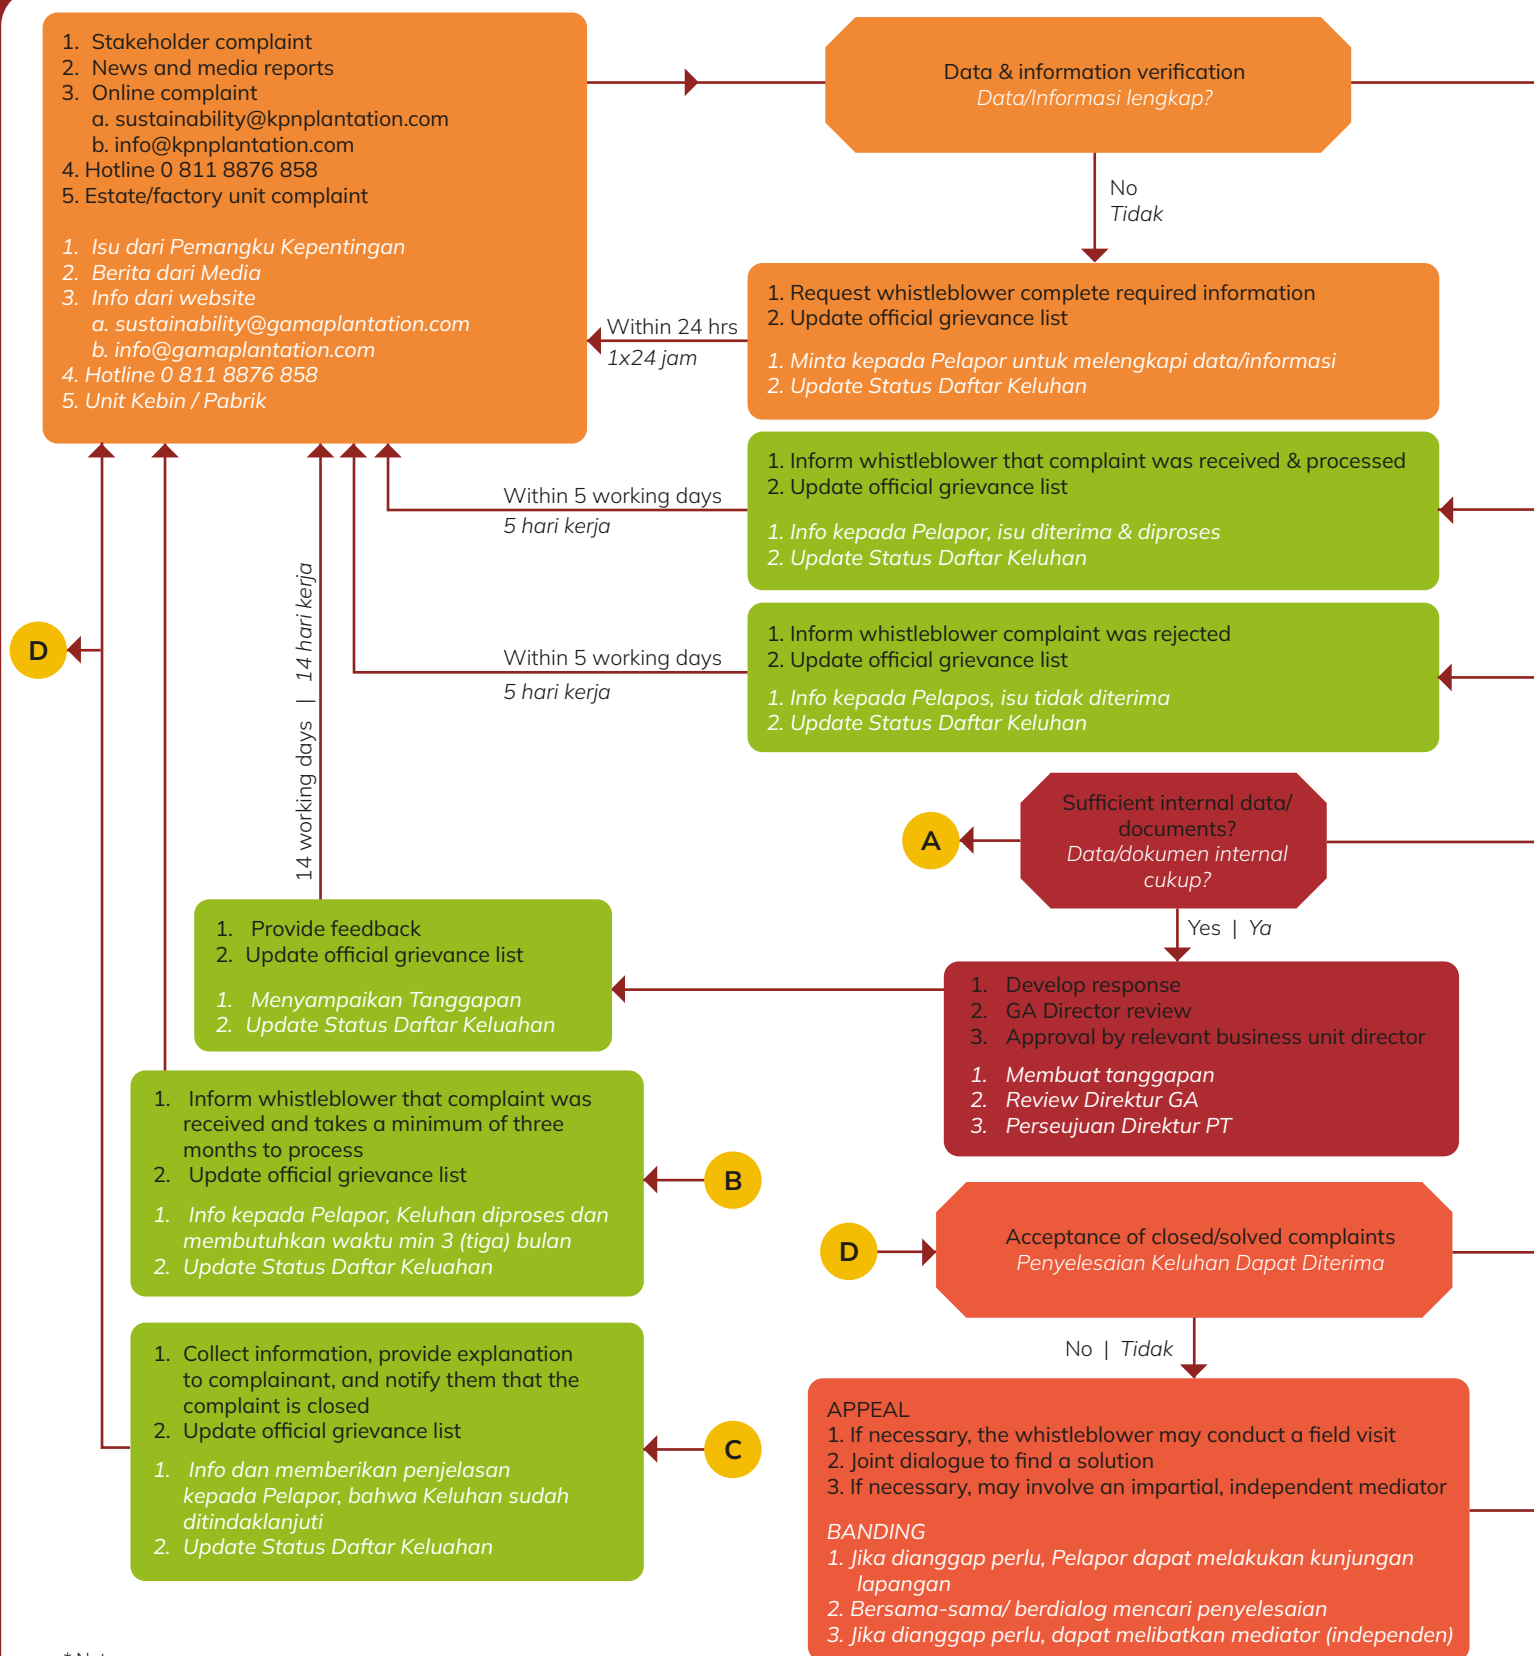 1. Stakeholder complaint
2. News and media reports
3. Online complaint
a. sustainability@kpnplantation.com
b. info@kpnplantation.com
4. Hotline 0 811 8876 858
5. Estate/factory unit complaint
1. Isu dari Pemangku Kepentingan
2. Berita dari Media
3. Info dari website
a. sustainability@gamaplantation.com
b. info@gamaplantation.com
4. Hotline 0 811 8876 858
5. Unit Kebin / Pabrik
Data & information verification
Data/Informasi lengkap?
No
Tidak
1. Request whistleblower complete required information
2. Update official grievance list
1. Minta kepada Pelapor untuk melengkapi data/informasi
2. Update Status Daftar Keluhan
Within 24 hrs
1x24 jam
1. Inform whistleblower that complaint was received & processed
2. Update official grievance list
1. Info kepada Pelapor, isu diterima & diproses
2. Update Status Daftar Keluhan
Within 5 working days
5 hari kerja
1. Inform whistleblower complaint was rejected
2. Update official grievance list
1. Info kepada Pelapos, isu tidak diterima
2. Update Status Daftar Keluhan
Within 5 working days
5 hari kerja
14 working days | 14 hari kerja
D
A
Sufficient internal data/
documents?
Data/dokumen internal
cukup?
Yes | Ya
1. Provide feedback
2. Update official grievance list
1. Menyampaikan Tanggapan
2. Update Status Daftar Keluahan
1. Develop response
2. GA Director review
3. Approval by relevant business unit director
1. Membuat tanggapan
2. Review Direktur GA
3. Perseujuan Direktur PT
1. Inform whistleblower that complaint was
received and takes a minimum of three
months to process
2. Update official grievance list
1. Info kepada Pelapor, Keluhan diproses dan
membutuhkan waktu min 3 (tiga) bulan
2. Update Status Daftar Keluahan
B
D
Acceptance of closed/solved complaints
Penyelesaian Keluhan Dapat Diterima
No | Tidak
1. Collect information, provide explanation
to complainant, and notify them that the
complaint is closed
2. Update official grievance list
1. Info dan memberikan penjelasan
kepada Pelapor, bahwa Keluhan sudah
ditindaklanjuti
2. Update Status Daftar Keluahan
C
APPEAL
1. If necessary, the whistleblower may conduct a field visit
2. Joint dialogue to find a solution
3. If necessary, may involve an impartial, independent mediator
BANDING
1. Jika dianggap perlu, Pelapor dapat melakukan kunjungan
lapangan
2. Bersama-sama/ berdialog mencari penyelesaian
3. Jika dianggap perlu, dapat melibatkan mediator (independen)